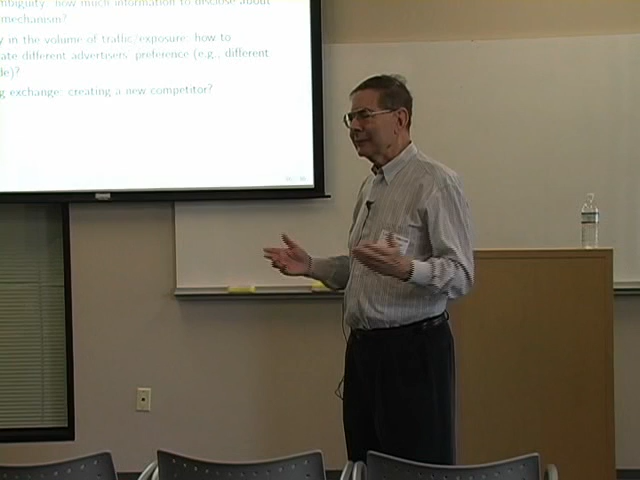 mbiguity: how much information to disclose about
mechanism?
y in the volume of traffic/exposure: how to
ate different advertisers' preference (e.g., different
de)?
g exchange: creating a new competitor?